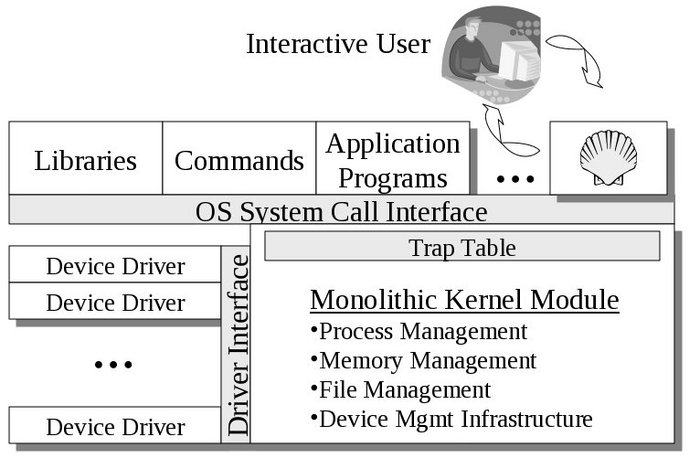 Interactive User
Libraries
Commands
Application
Programs
...
OS System Call Interface
Trap Table
Device Driver
Device Driver
...
Device Driver
Driver Interface
Monolithic Kernel Module
•Process Management
•Memory Management
•File Management
•Device Mgmt Infrastructure